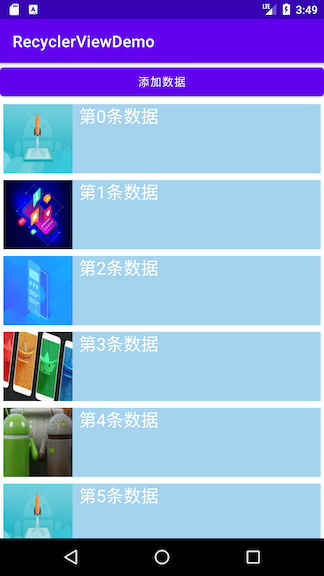 LTE 3:49
RecyclerViewDemo
添加数据
第0条数据
第1条数据
第2条数据
第3条数据
第4条数据
第5条数据